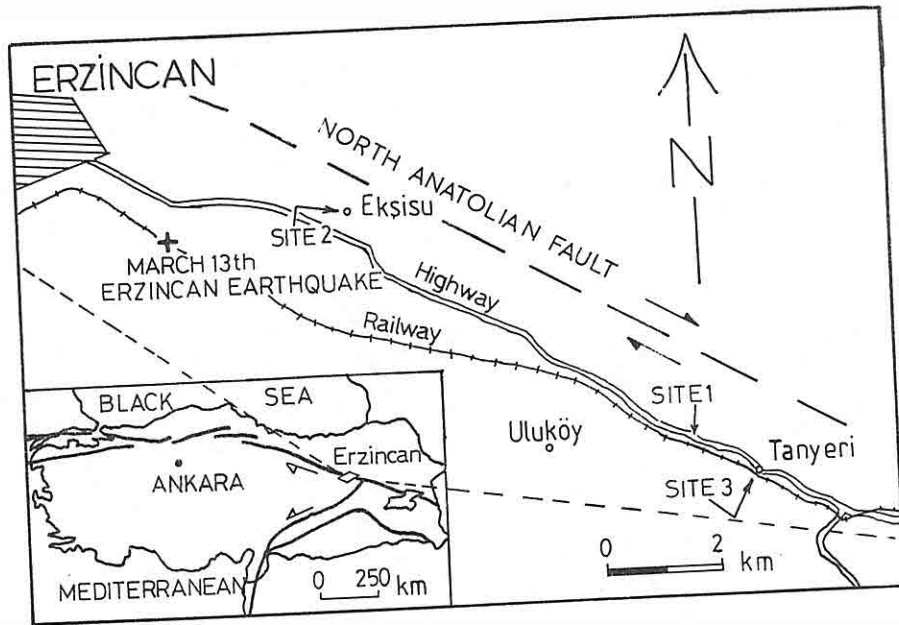 ERZİNCAN
NORTH ANATOLIAN FAULT
N
Ekşisu
SITE 2
MARCH 13th
ERZINCAN EARTHQUAKE
Highway
Railway
SITE 1
Uluköy
Tanyeri
SITE 3
0 2
km
BLACK SEA
Erzincan
ANKARA
MEDITERRANEAN
0 250 km